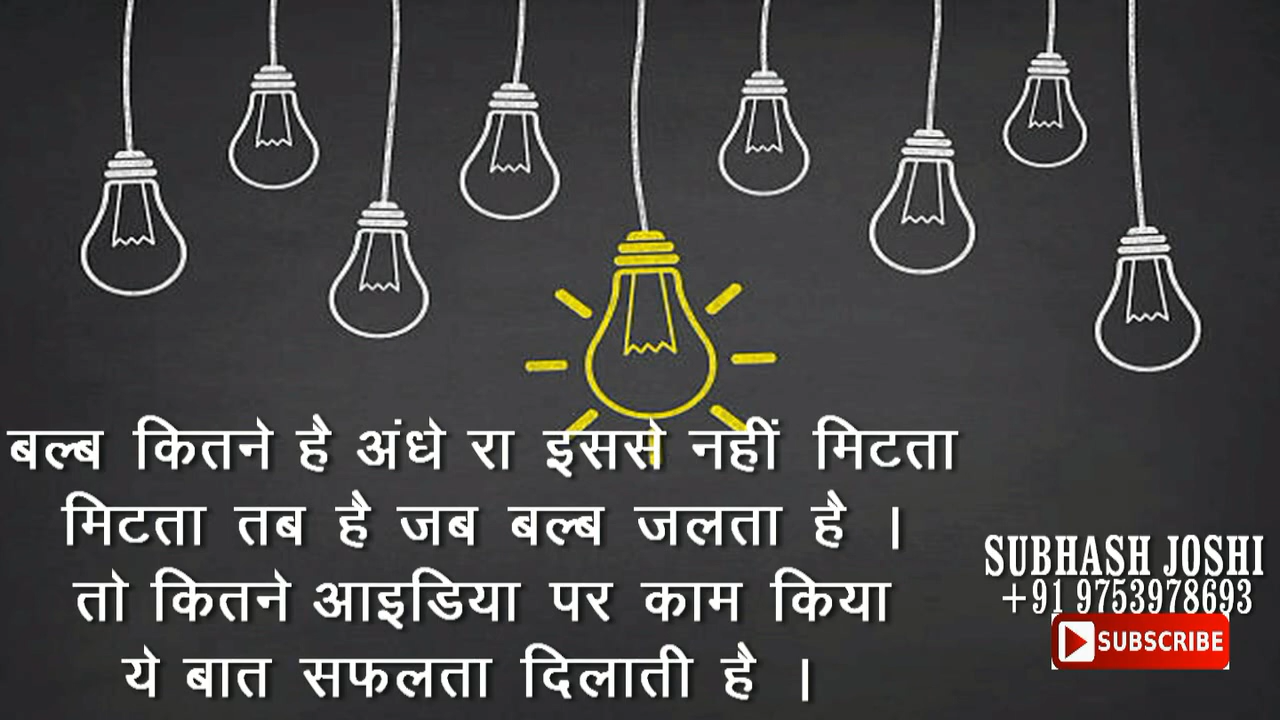 बल्ब कितने है अंधे रा इससे नहीं मिटता
मिटता तब है जब बल्ब जलता है ।
तो कितने आइडिया पर काम किया
ये बात सफलता दिलाती है ।
SUBHASH JOSHI
+91 9753978693
SUBSCRIBE